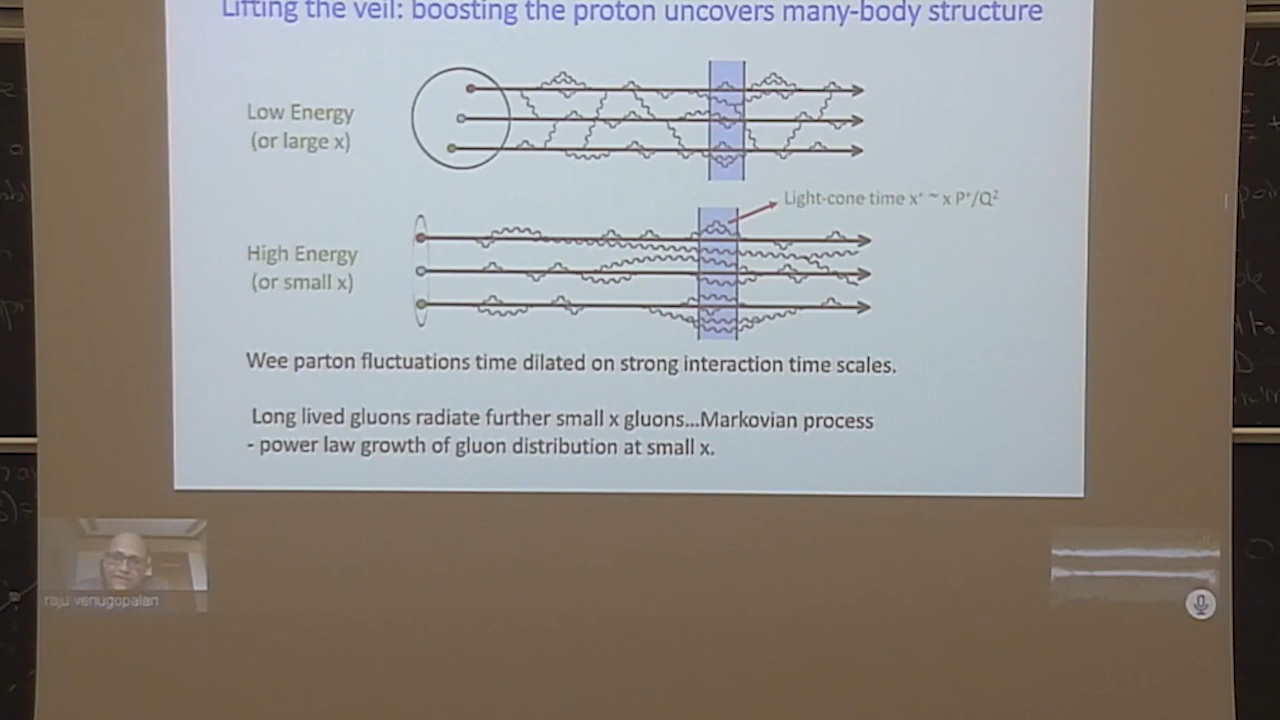 Lifting the veil: boosting the proton uncovers many-body structure
Low Energy
(or large x)
Light-cone time x⁺ ~ x P⁺/Q²
High Energy
(or small x)
Wee parton fluctuations time dilated on strong interaction time scales.
Long lived gluons radiate further small x gluons...Markovian process
- power law growth of gluon distribution at small x.
raju venugopalan